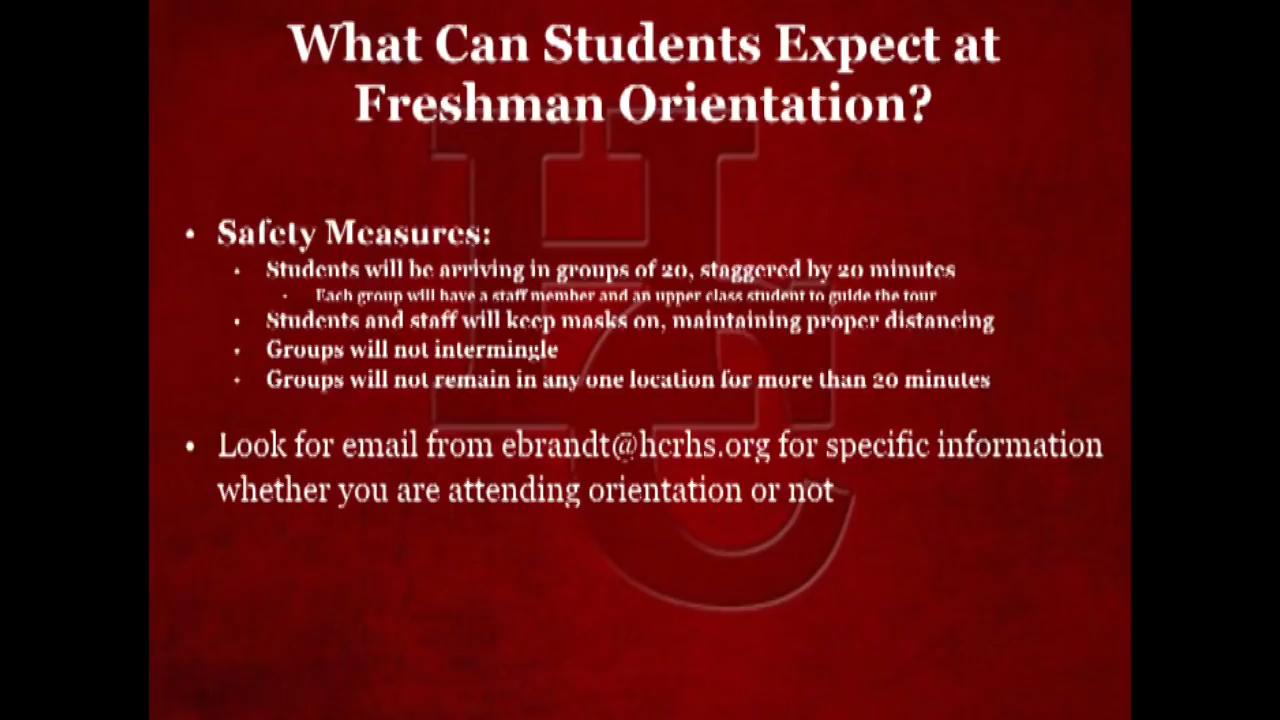 What Can Students Expect at
Freshman Orientation?
• Safety Measures:
• Students will be arriving in groups of 20, staggered by 20 minutes
• Each group will have a staff member and an upper class student to guide the tour
• Students and staff will keep masks on, maintaining proper distancing
• Groups will not intermingle
• Groups will not remain in any one location for more than 20 minutes
• Look for email from ebrandt@hcrhs.org for specific information
whether you are attending orientation or not